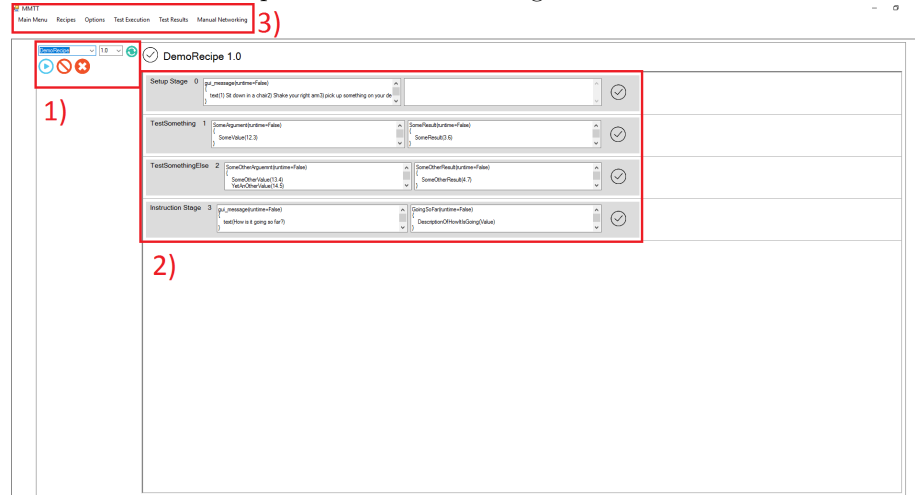 MMTT
Main Menu Recipes Options Test Execution Test Results Manual Networking
3)
DemoRecipe 1.0
DemoRecipe 1.0
1)
Setup Stage 0
gui_message(runtime=False)
{
text(1) Sit down in a chair2) Shake your right arm3) pick up something on your de
}
TestSomething 1
SomeArgument(runtime=False)
{
SomeValue(12.3)
}
SomeResult(runtime=False)
{
SomeResult(3.6)
}
TestSomethingElse 2
SomeOtherArguemnt(runtime=False)
{
SomeOtherValue(13.4)
YetAnOtherValue(14.5)
SomeOtherResult(runtime=False)
{
SomeOtherResult(4.7)
}
Instruction Stage 3
gui_message(runtime=False)
{
text(How is it going so far?)
}
GoingSoFar(runtime=False)
{
DescriptionOfHowItIsGoing(Value)
}
2)